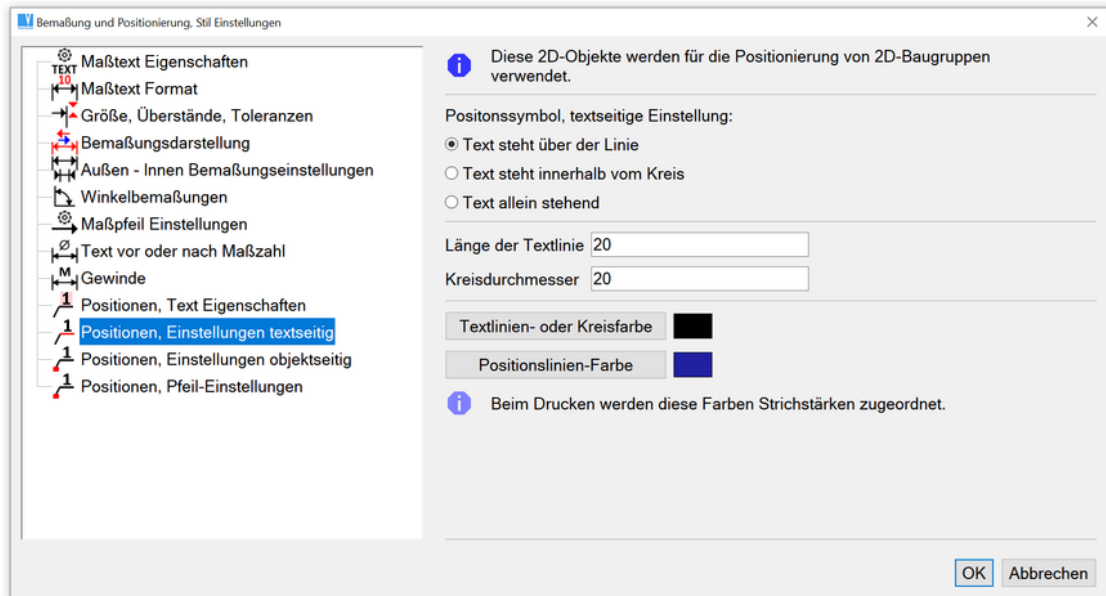 Bemaßung und Positionierung, Stil Einstellungen
TEXT Maßtext Eigenschaften
10 Maßtext Format
Größe, Überstände, Toleranzen
Bemaßungsdarstellung
Außen - Innen Bemaßungseinstellungen
Winkelbemaßungen
Maßpfeil Einstellungen
Ø Text vor oder nach Maßzahl
M Gewinde
1 Positionen, Text Eigenschaften
1 Positionen, Einstellungen textseitig
1 Positionen, Einstellungen objektseitig
1 Positionen, Pfeil-Einstellungen
i Diese 2D-Objekte werden für die Positionierung von 2D-Baugruppen
verwendet.
Positonssymbol, textseitige Einstellung:
Text steht über der Linie
Text steht innerhalb vom Kreis
Text allein stehend
Länge der Textlinie 20
Kreisdurchmesser 20
Textlinien- oder Kreisfarbe
Positionslinien-Farbe
i Beim Drucken werden diese Farben Strichstärken zugeordnet.
OK Abbrechen